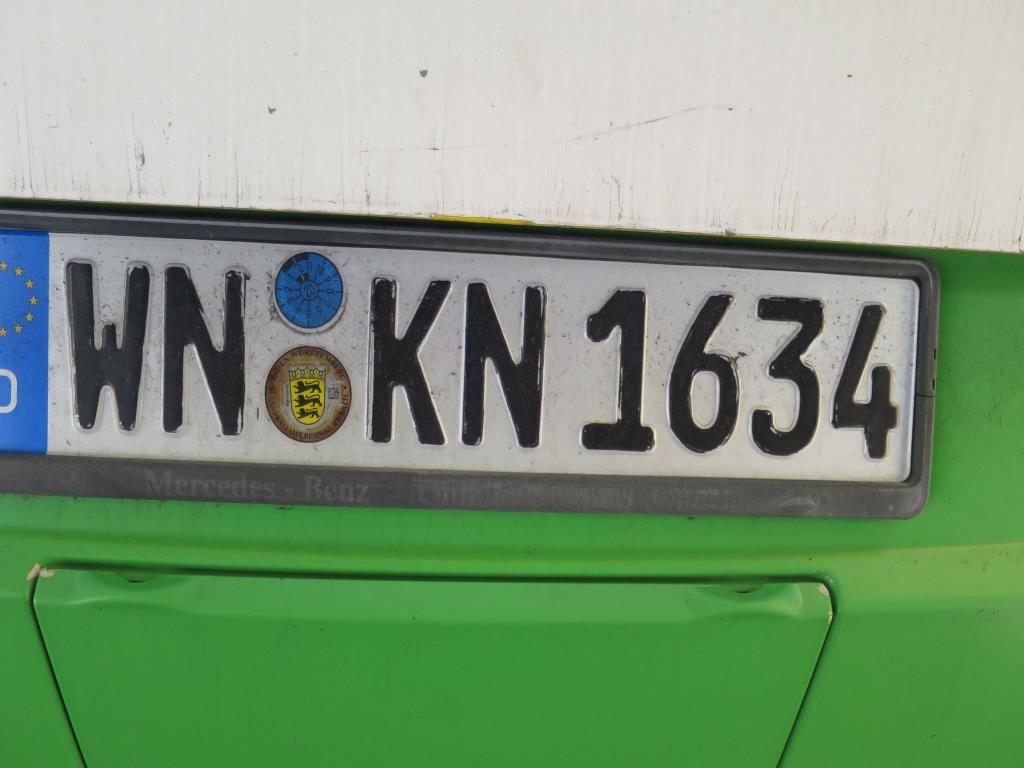 D
WN KN 1634
Mercedes - Benz